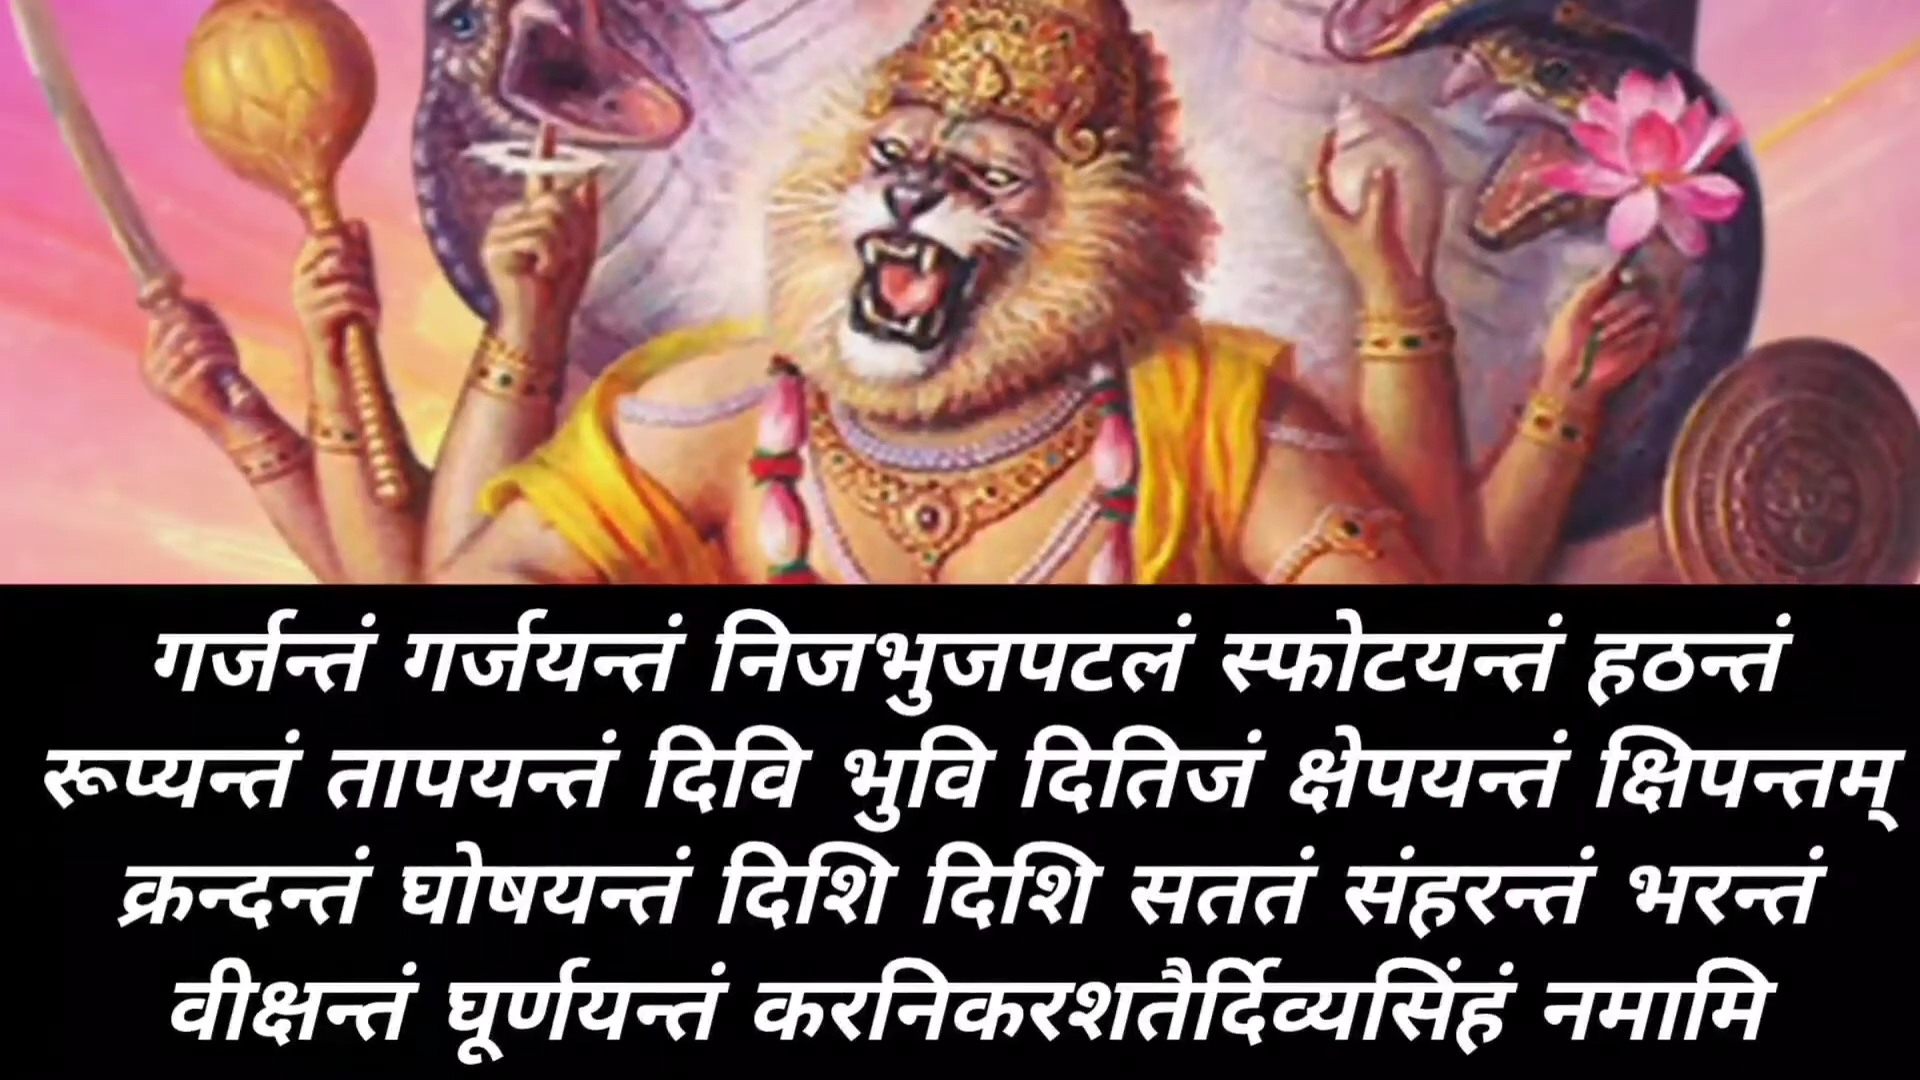 गर्जन्तं गर्जयन्तं निजभुजपटलं स्फोटयन्तं हठन्तं
रूप्यन्तं तापयन्तं दिवि भुवि दितिजं क्षेपयन्तं क्षिपन्तम्
क्रन्दन्तं घोषयन्तं दिशि दिशि सततं संहरन्तं भरन्तं
वीक्षन्तं घूर्णयन्तं करनिकरशतैर्दिव्यसिंहं नमामि